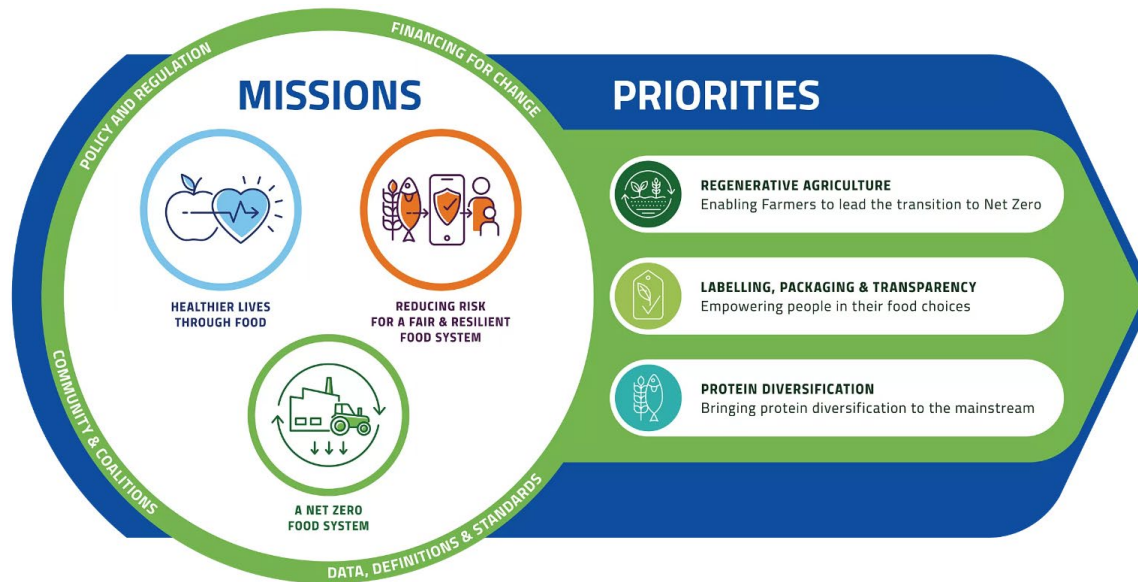 POLICY AND REGULATION
FINANCING FOR CHANGE
MISSIONS
HEALTHIER LIVES
THROUGH FOOD
REDUCING RISK
FOR A FAIR & RESILIENT
FOOD SYSTEM
A NET ZERO
FOOD SYSTEM
COMMUNITY & COALITIONS
DATA, DEFINITIONS & STANDARDS
PRIORITIES
REGENERATIVE AGRICULTURE
Enabling Farmers to lead the transition to Net Zero
LABELLING, PACKAGING & TRANSPARENCY
Empowering people in their food choices
PROTEIN DIVERSIFICATION
Bringing protein diversification to the mainstream